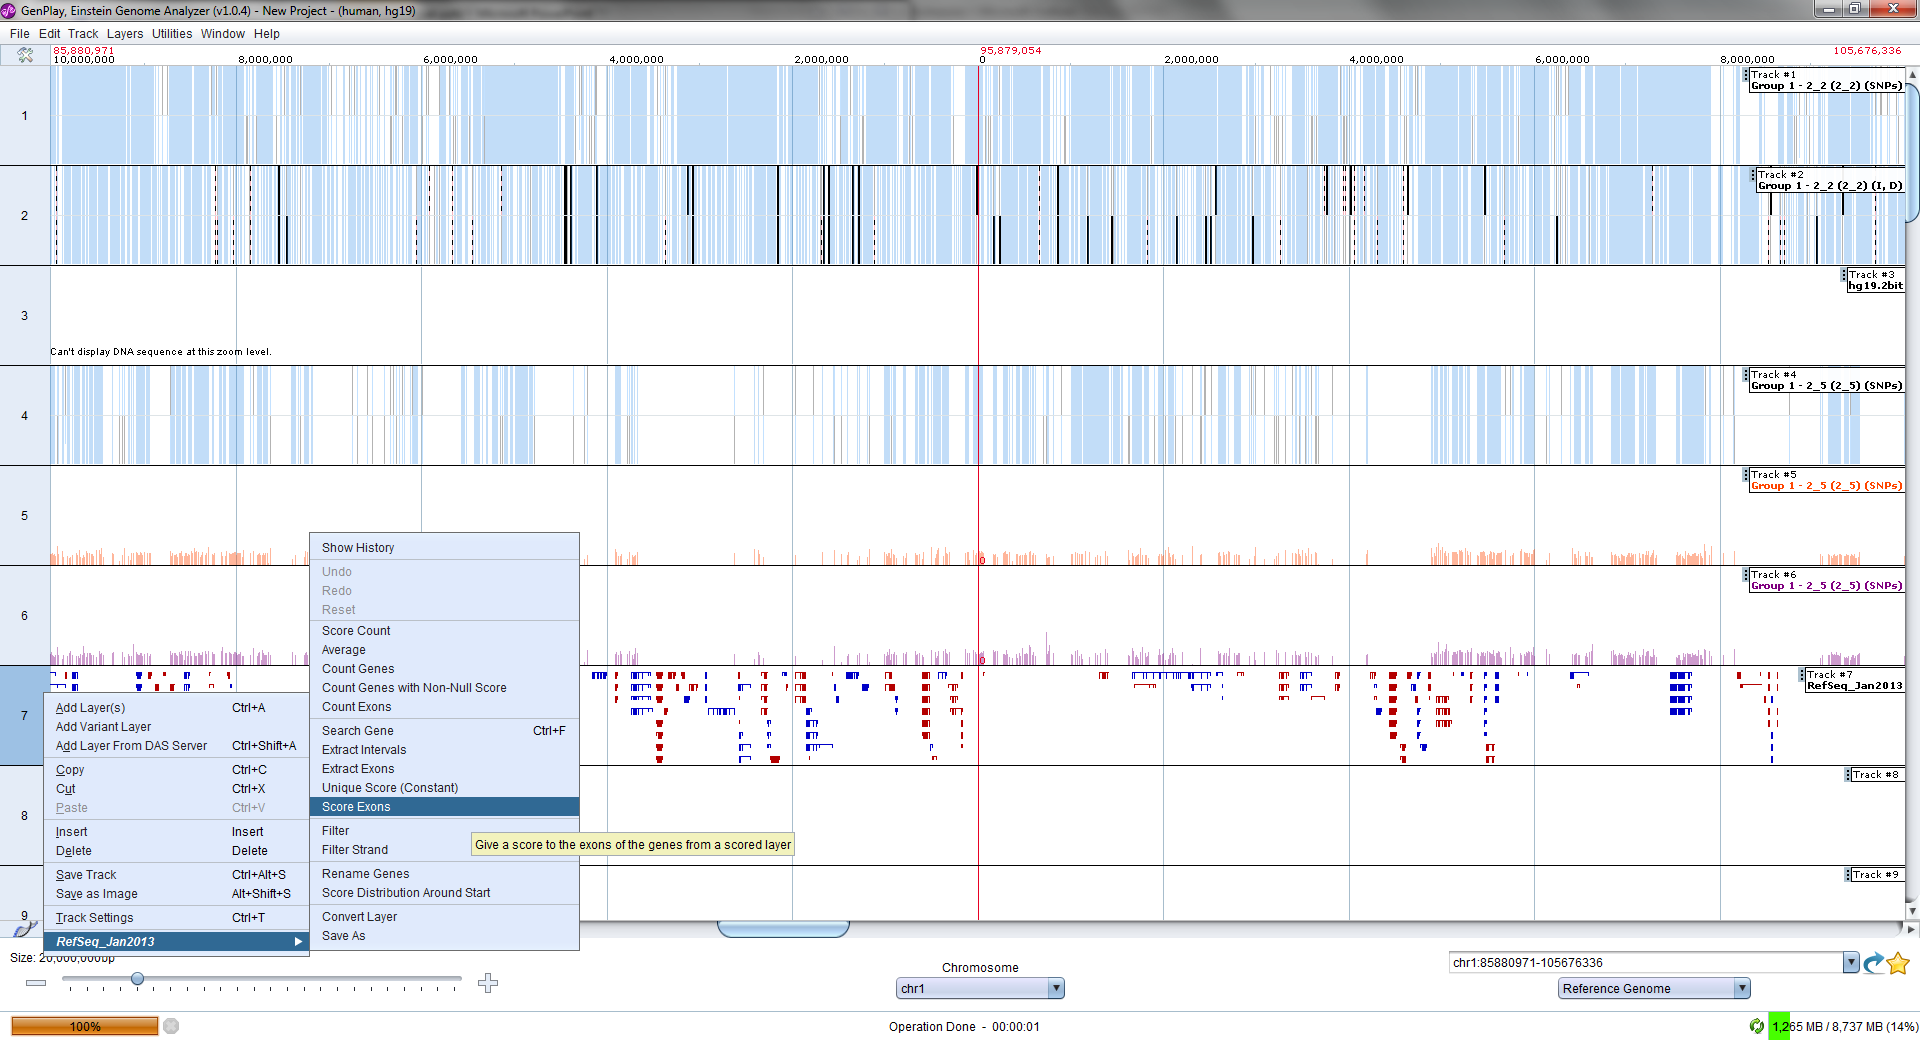 GenPlay, Einstein Genome Analyzer (v1.0.4) - New Project - (human, hg19)
File Edit Track Layers Utilities Window Help
85,880,971 95,879,054 105,676,336
10,000,000 8,000,000 6,000,000 4,000,000 2,000,000 0 2,000,000 4,000,000 6,000,000 8,000,000
1
Track #1
Group 1 - 2_2 (2_2) (SNPs)
2
Track #2
Group 1 - 2_2 (2_2) (I, D)
3
Track #3
hg19.2bit
Can't display DNA sequence at this zoom level.
4
Track #4
Group 1 - 2_5 (2_5) (SNPs)
5
Track #5
Group 1 - 2_5 (2_5) (SNPs)
0
6
Track #6
Group 1 - 2_5 (2_5) (SNPs)
0
7
Track #7
RefSeq_Jan2013
8
Track #8
9
Track #9
Add Layer(s) Ctrl+A
Add Variant Layer
Add Layer From DAS Server Ctrl+Shift+A
Copy Ctrl+C
Cut Ctrl+X
Paste Ctrl+V
Insert Insert
Delete Delete
Save Track Ctrl+Alt+S
Save as Image Alt+Shift+S
Track Settings Ctrl+T
RefSeq_Jan2013
Show History
Undo
Redo
Reset
Score Count
Average
Count Genes
Count Genes with Non-Null Score
Count Exons
Search Gene Ctrl+F
Extract Intervals
Extract Exons
Unique Score (Constant)
Score Exons
Filter
Filter Strand
Rename Genes
Score Distribution Around Start
Convert Layer
Save As
Give a score to the exons of the genes from a scored layer
Size: 20,000,000bp
Chromosome
chr1
chr1:85880971-105676336
Reference Genome
100%
Operation Done - 00:00:01
1,265 MB / 8,737 MB (14%)